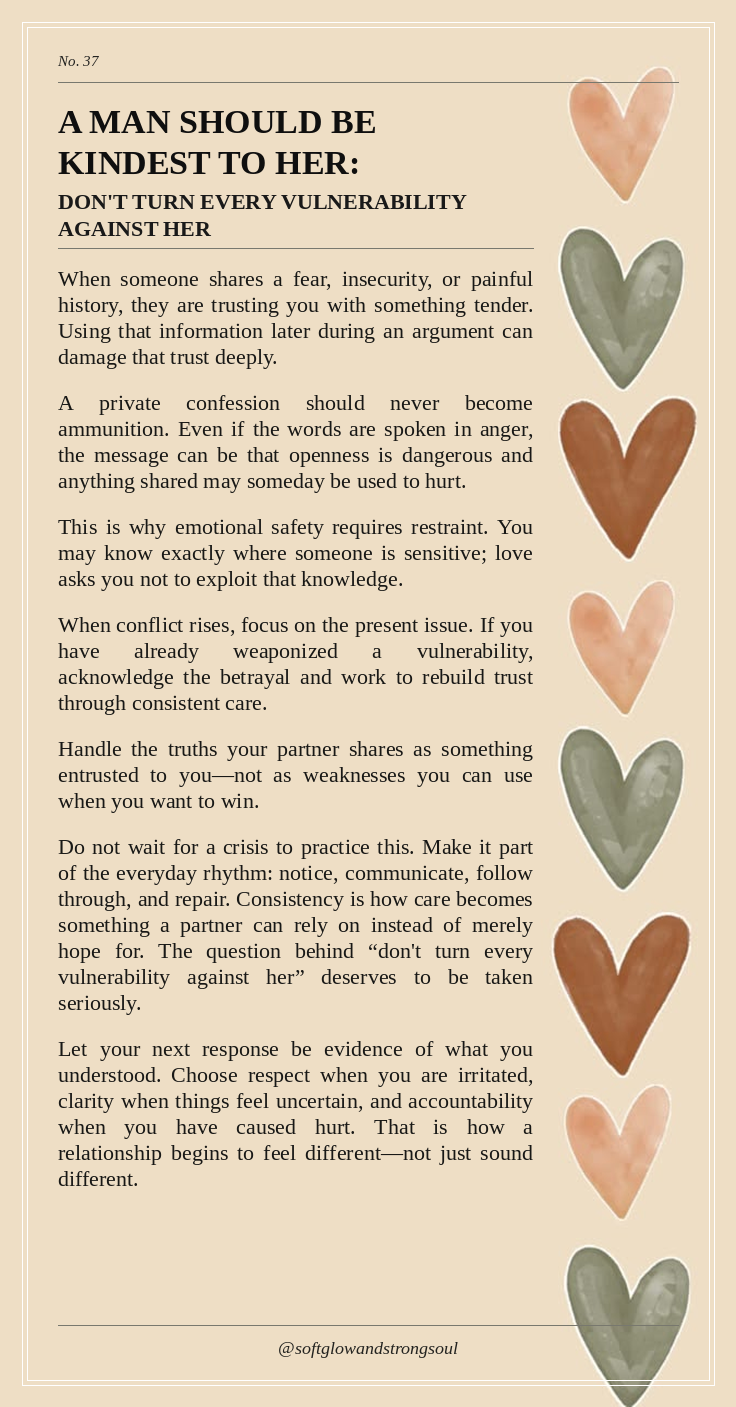 No. 37
A MAN SHOULD BE
KINDEST TO HER:
DON'T TURN EVERY VULNERABILITY
AGAINST HER
When someone shares a fear, insecurity, or painful
history, they are trusting you with something tender.
Using that information later during an argument can
damage that trust deeply.
A private confession should never become
ammunition. Even if the words are spoken in anger,
the message can be that openness is dangerous and
anything shared may someday be used to hurt.
This is why emotional safety requires restraint. You
may know exactly where someone is sensitive; love
asks you not to exploit that knowledge.
When conflict rises, focus on the present issue. If you
have already weaponized a vulnerability,
acknowledge the betrayal and work to rebuild trust
through consistent care.
Handle the truths your partner shares as something
entrusted to you—not as weaknesses you can use
when you want to win.
Do not wait for a crisis to practice this. Make it part
of the everyday rhythm: notice, communicate, follow
through, and repair. Consistency is how care becomes
something a partner can rely on instead of merely
hope for. The question behind “don't turn every
vulnerability against her” deserves to be taken
seriously.
Let your next response be evidence of what you
understood. Choose respect when you are irritated,
clarity when things feel uncertain, and accountability
when you have caused hurt. That is how a
relationship begins to feel different—not just sound
different.
@softglowandstrongsoul